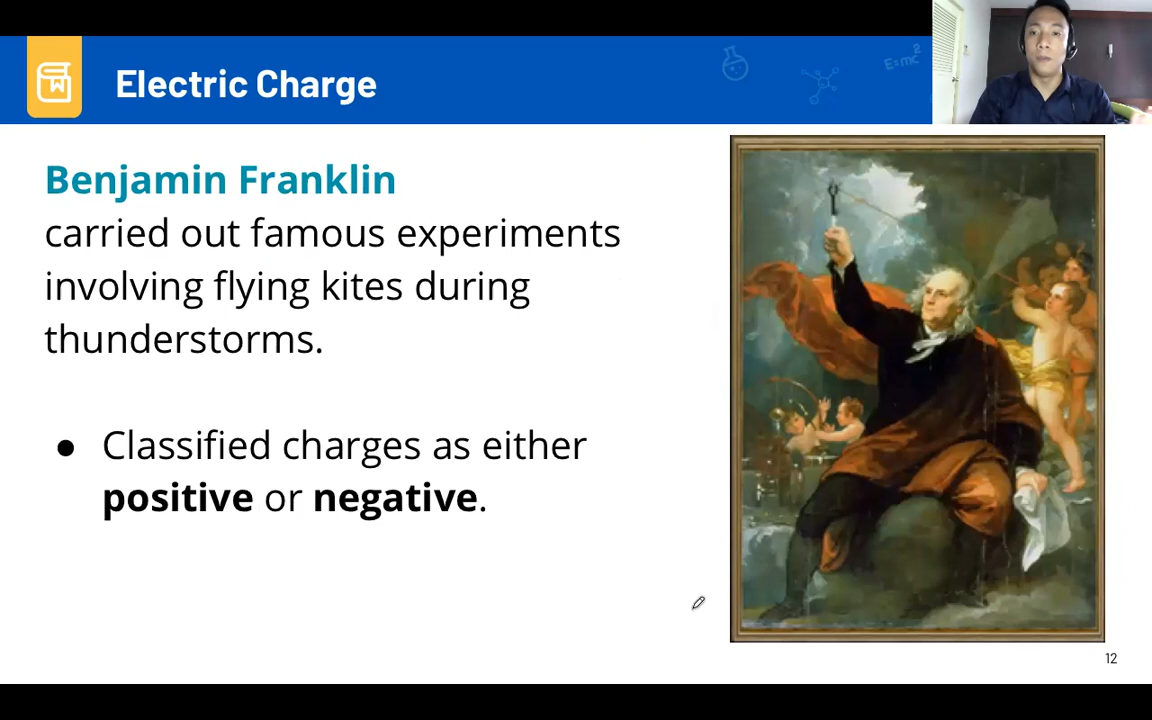 Electric Charge
E=mc²
Benjamin Franklin
carried out famous experiments
involving flying kites during
thunderstorms.
● Classified charges as either
positive or negative.
12